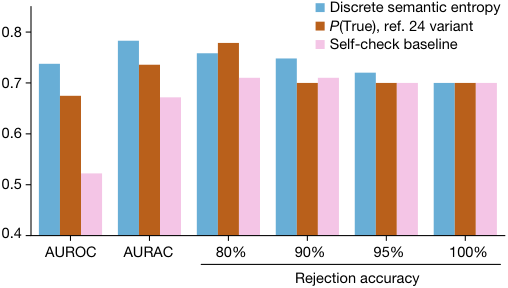 Discrete semantic entropy
P(True), ref. 24 variant
Self-check baseline
0.8
0.7
0.6
0.5
0.4
AUROC AURAC 80% 90% 95% 100%
Rejection accuracy